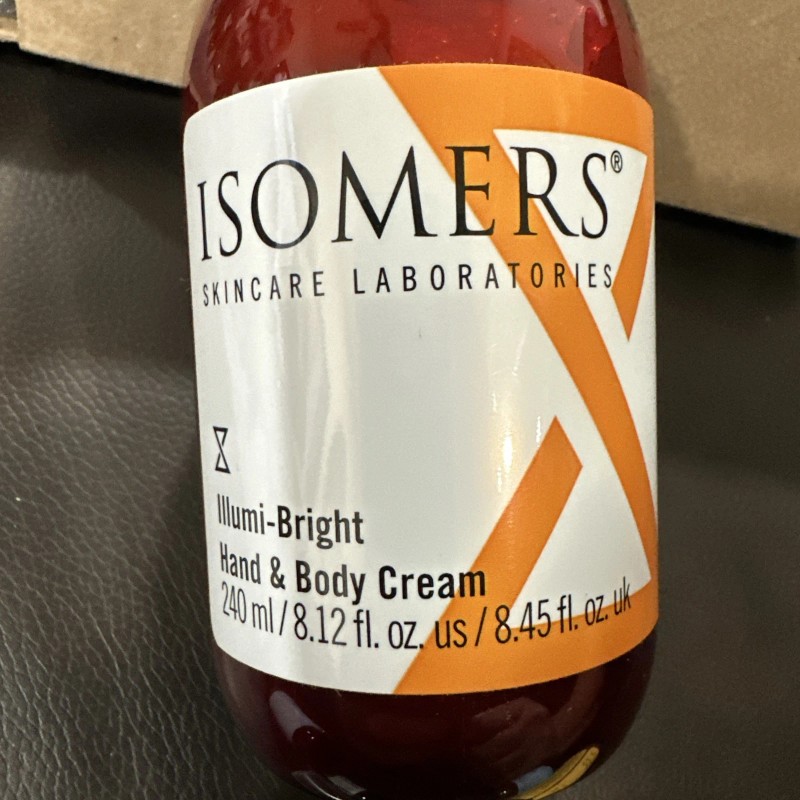 ISOMERS®
SKINCARE LABORATORIES
Illumi-Bright
Hand & Body Cream
240 ml / 8.12 fl. oz. us / 8.45 fl. oz. uk